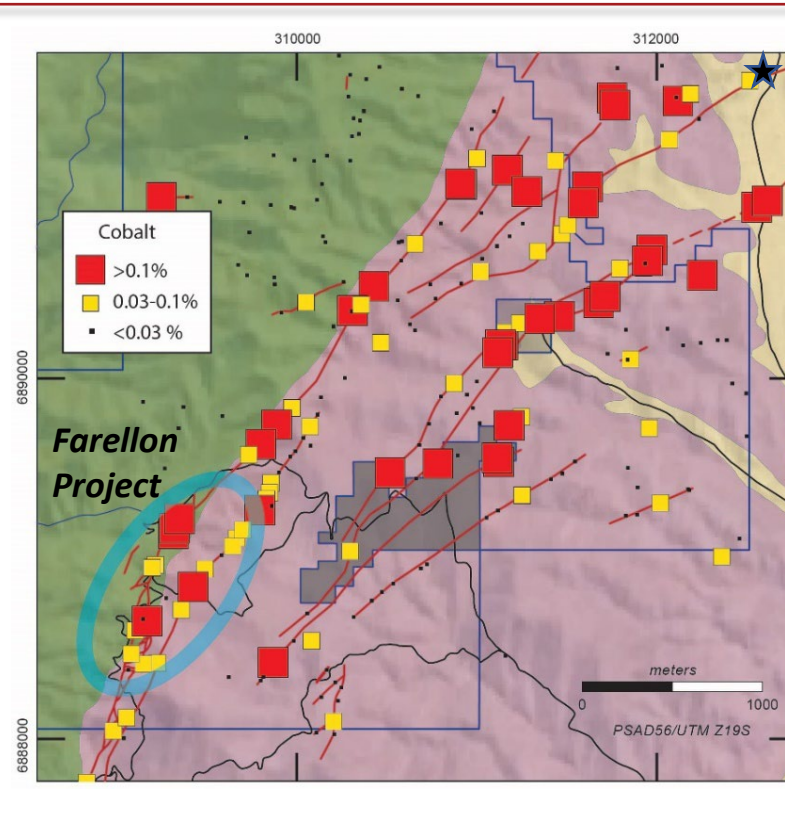 310000
312000
Cobalt
>0.1%
0.03-0.1%
<0.03 %
6890000
Farellon
Project
meters
0
1000
PSAD56/UTM Z19S
6888000